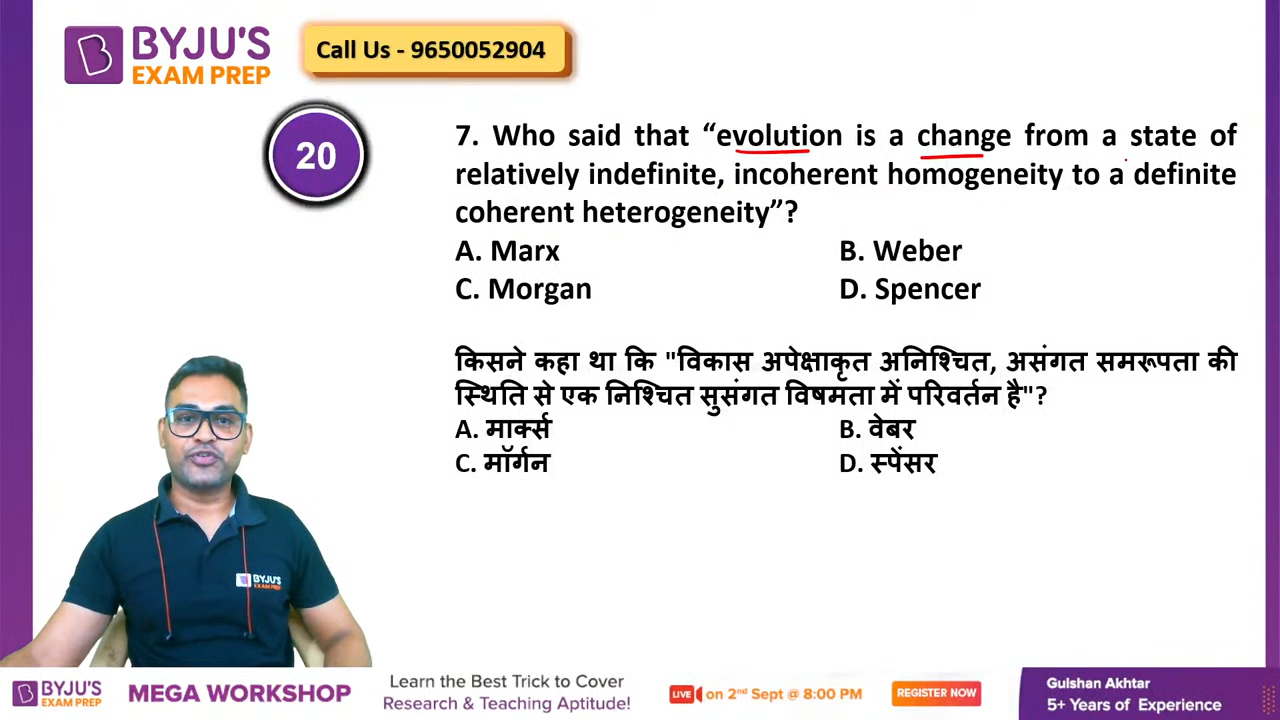 BYJU'S
EXAM PREP
Call Us - 9650052904
20
7. Who said that “evolution is a change from a state of
relatively indefinite, incoherent homogeneity to a definite
coherent heterogeneity”?
A. Marx
B. Weber
C. Morgan
D. Spencer
किसने कहा था कि "विकास अपेक्षाकृत अनिश्चित, असंगत समरूपता की
स्थिति से एक निश्चित सुसंगत विषमता में परिवर्तन है"?
A. मार्क्स
B. वेबर
C. मॉर्गन
D. स्पेंसर
BYJU'S
EXAM PREP
BYJU'S
EXAM PREP
MEGA WORKSHOP
Learn the Best Trick to Cover
Research & Teaching Aptitude!
LIVE
on 2nd Sept @ 8:00 PM
REGISTER NOW
Gulshan Akhtar
5+ Years of Experience